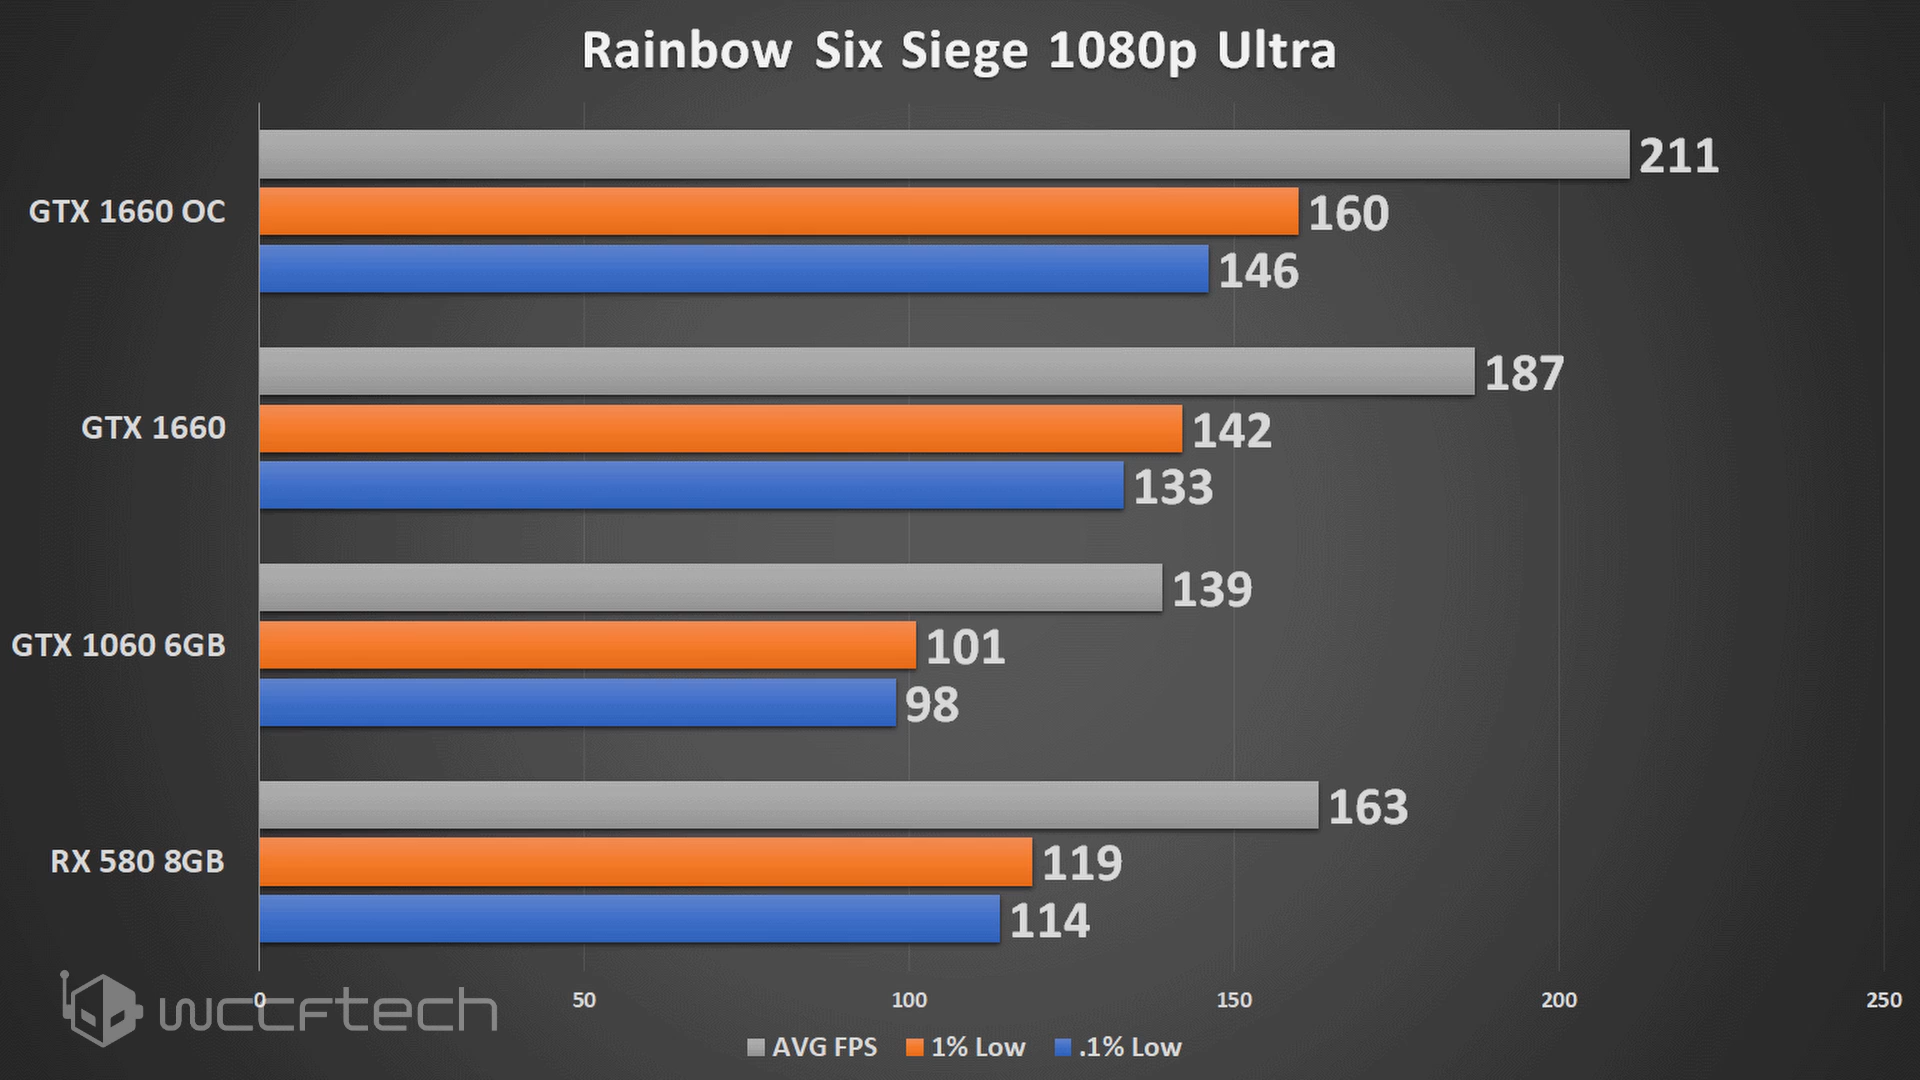 Rainbow Six Siege 1080p Ultra
GTX 1660 OC
211
160
146
GTX 1660
187
142
133
GTX 1060 6GB
139
101
98
RX 580 8GB
163
119
114
0 50 100 150 200 250
wccftech
AVG FPS 1% Low .1% Low